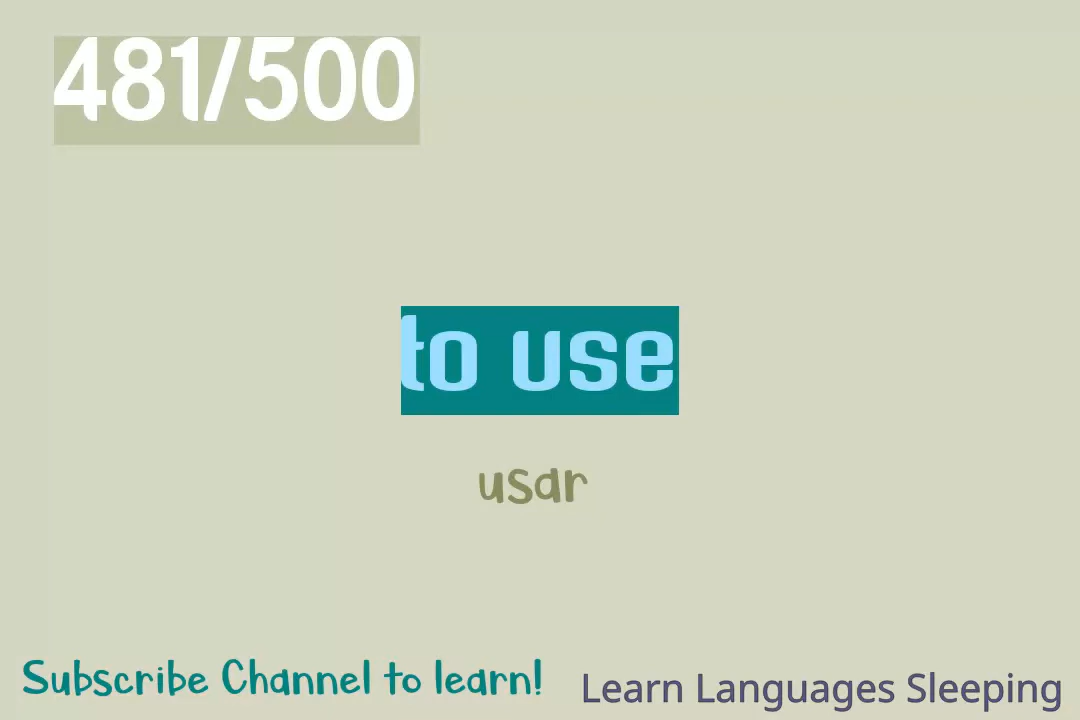 481/500
to use
usar
Subscribe Channel to learn!
Learn Languages Sleeping